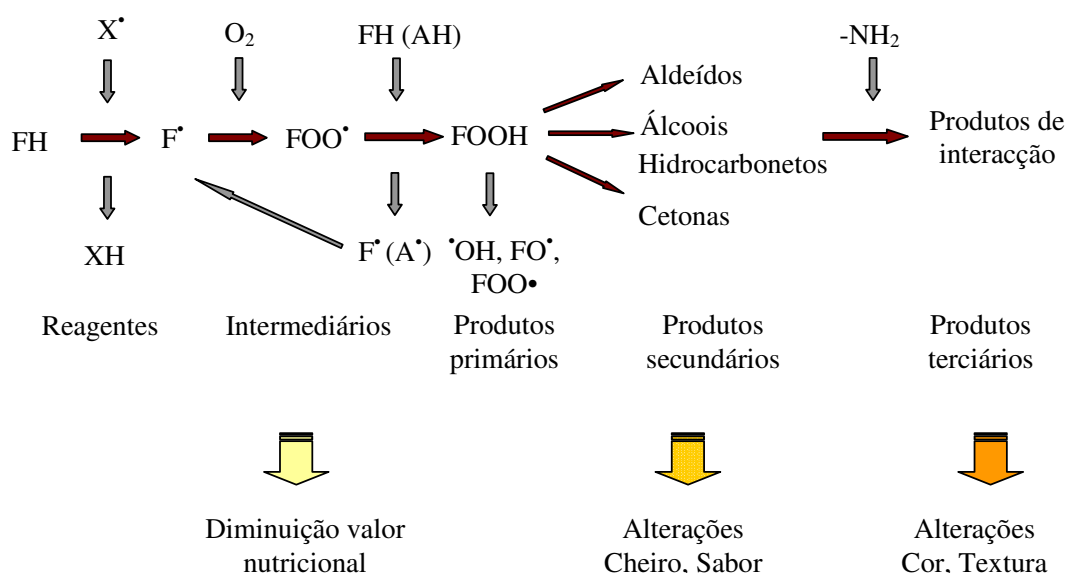 X• O₂ FH (AH) -NH₂
Aldeídos
FH F• FOO• FOOH Álcoois Produtos de
Hidrocarbonetos interacção
Cetonas
XH F• (A•) •OH, FO•,
FOO•
Reagentes Intermediários Produtos Produtos Produtos
primários secundários terciários
Diminuição valor Alterações Alterações
nutricional Cheiro, Sabor Cor, Textura